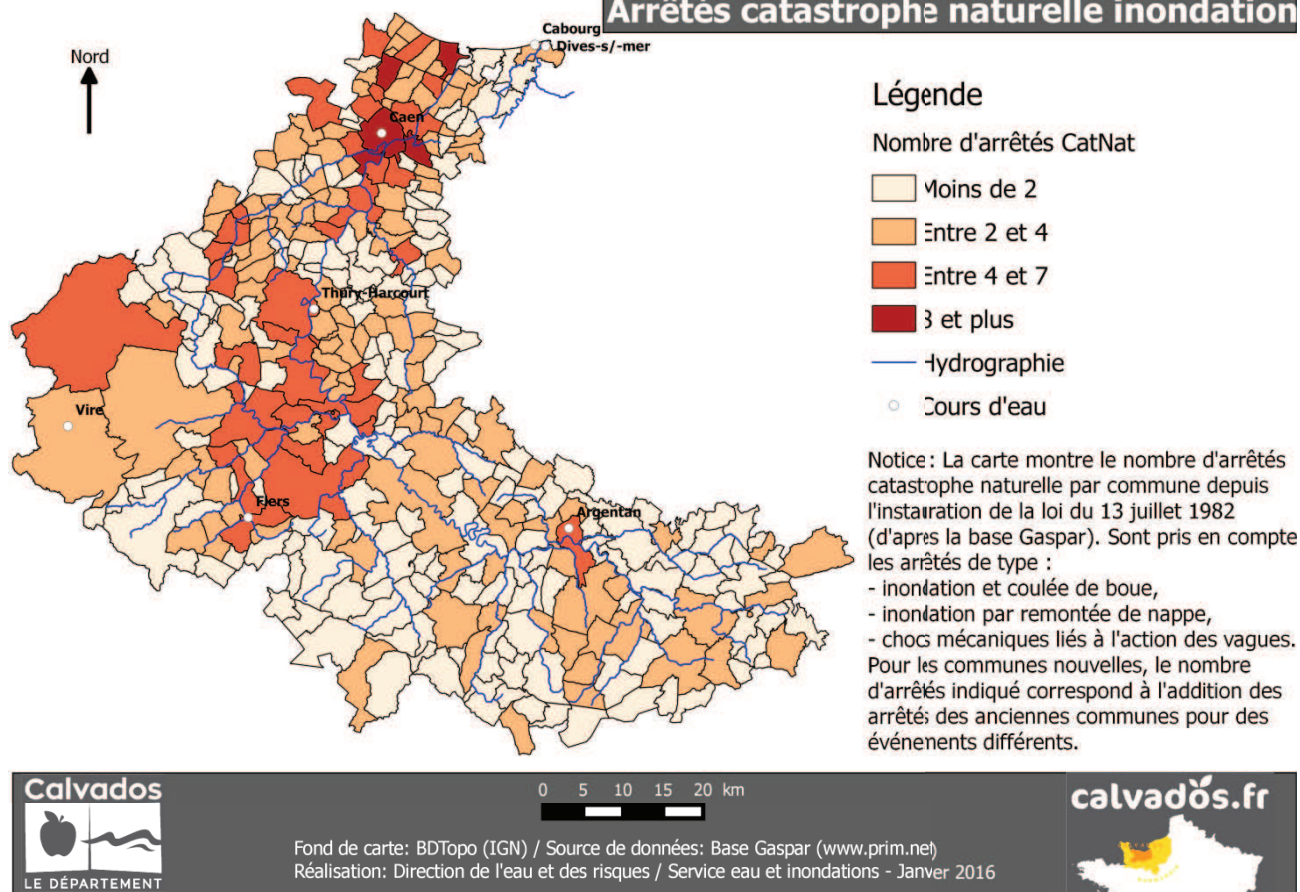 Arrêtés catastrophe naturelle inondation
Nord
Cabourg
Dives-s/-mer
Caen
Thury-Harcourt
Vire
Flers
Argentan
Légende
Nombre d'arrêtés CatNat
Moins de 2
Entre 2 et 4
Entre 4 et 7
8 et plus
Hydrographie
Cours d'eau
Notice : La carte montre le nombre d'arrêtés
catastrophe naturelle par commune depuis
l'instauration de la loi du 13 juillet 1982
(d'apres la base Gaspar). Sont pris en compte
les arrêtés de type :
- inondation et coulée de boue,
- inondation par remontée de nappe,
- chocs mécaniques liés à l'action des vagues.
Pour les communes nouvelles, le nombre
d'arrêtés indiqué correspond à l'addition des
arrêtés des anciennes communes pour des
événements différents.
Calvados
LE DÉPARTEMENT
0 5 10 15 20 km
Fond de carte: BDTopo (IGN) / Source de données: Base Gaspar (www.prim.net)
Réalisation: Direction de l'eau et des risques / Service eau et inondations - Janvier 2016
calvados.fr